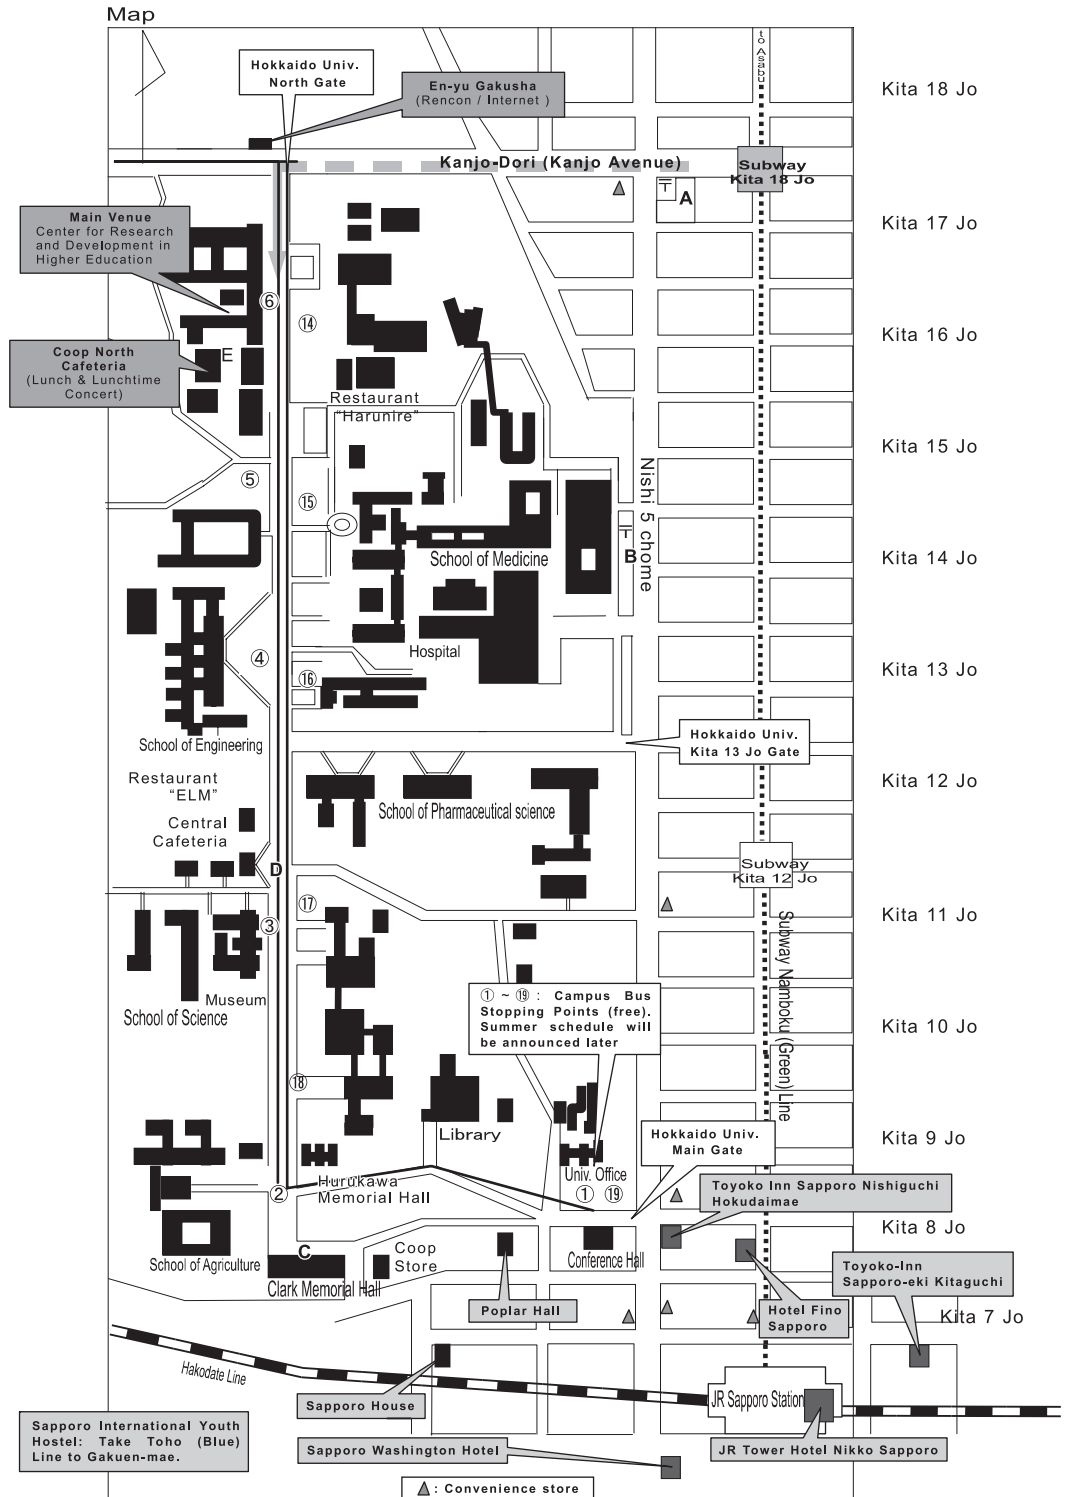 Map
to Asabu
Hokkaido Univ.
North Gate
En-yu Gakusha
(Rencon / Internet )
Kita 18 Jo
Kanjo-Dori (Kanjo Avenue)
Subway
Kita 18 Jo
〒
A
Main Venue
Center for Research
and Development in
Higher Education
Kita 17 Jo
⑥
⑭
Kita 16 Jo
Coop North
Cafeteria
(Lunch & Lunchtime
Concert)
E
Restaurant
“Harunire”
Kita 15 Jo
⑤
⑮
Nishi 5 chome
〒
B
School of Medicine
Kita 14 Jo
Hospital
④
⑯
Kita 13 Jo
School of Engineering
Hokkaido Univ.
Kita 13 Jo Gate
Restaurant
“ELM”
Kita 12 Jo
School of Pharmaceutical science
Central
Cafeteria
D
Subway
Kita 12 Jo
⑰
③
Kita 11 Jo
Subway Namboku (Green) Line
Museum
School of Science
① ~ ⑲ : Campus Bus
Stopping Points (free).
Summer schedule will
be announced later
Kita 10 Jo
⑱
Library
Hokkaido Univ.
Main Gate
Kita 9 Jo
Univ. Office
① ⑲
Hurukawa
Memorial Hall
②
Toyoko Inn Sapporo Nishiguchi
Hokudaimae
Kita 8 Jo
School of Agriculture
C
Clark Memorial Hall
Coop
Store
Conference Hall
Toyoko-Inn
Sapporo-eki Kitaguchi
Poplar Hall
Hotel Fino
Sapporo
Kita 7 Jo
Hakodate Line
Sapporo House
JR Sapporo Station
Sapporo International Youth
Hostel: Take Toho (Blue)
Line to Gakuen-mae.
Sapporo Washington Hotel
JR Tower Hotel Nikko Sapporo
: Convenience store